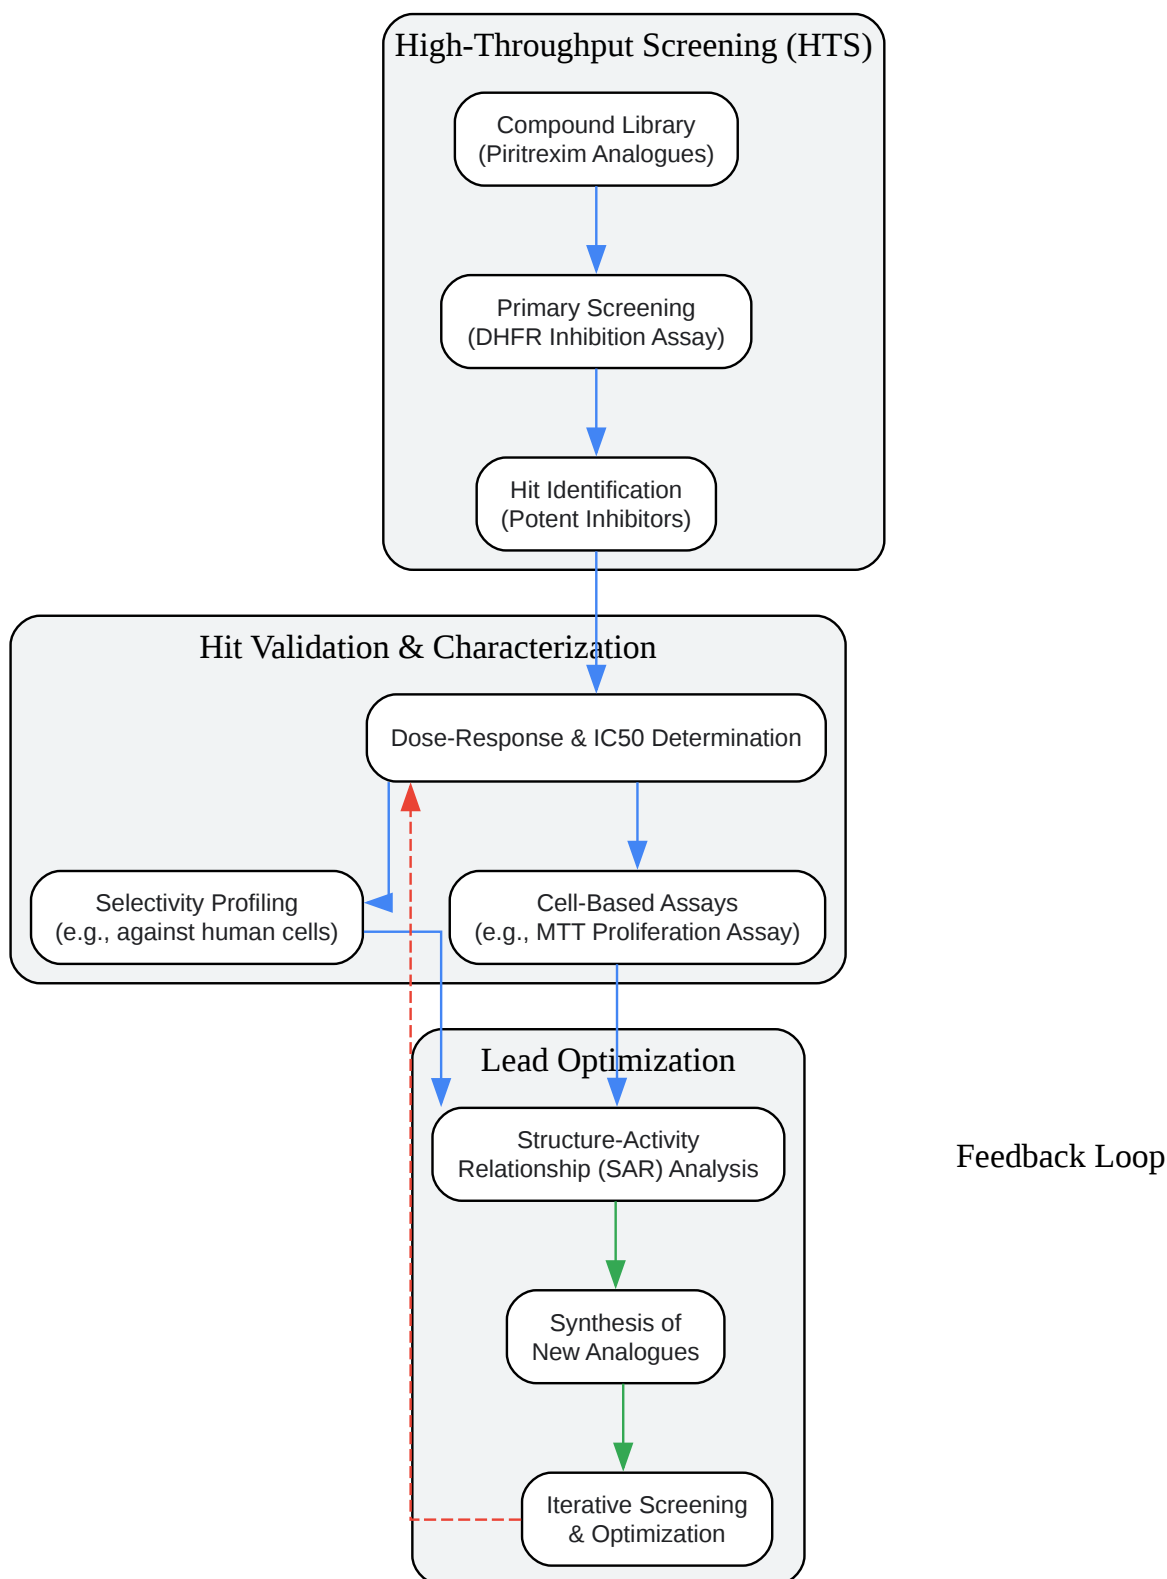 High-Throughput Screening (HTS)
Compound Library
(Piritrexim Analogues)
Primary Screening
(DHFR Inhibition Assay)
Hit Identification
(Potent Inhibitors)
Hit Validation & Characterization
Dose-Response & IC50 Determination
Selectivity Profiling
(e.g., against human cells)
Cell-Based Assays
(e.g., MTT Proliferation Assay)
Lead Optimization
Structure-Activity
Relationship (SAR) Analysis
Feedback Loop
Synthesis of
New Analogues
Iterative Screening
& Optimization